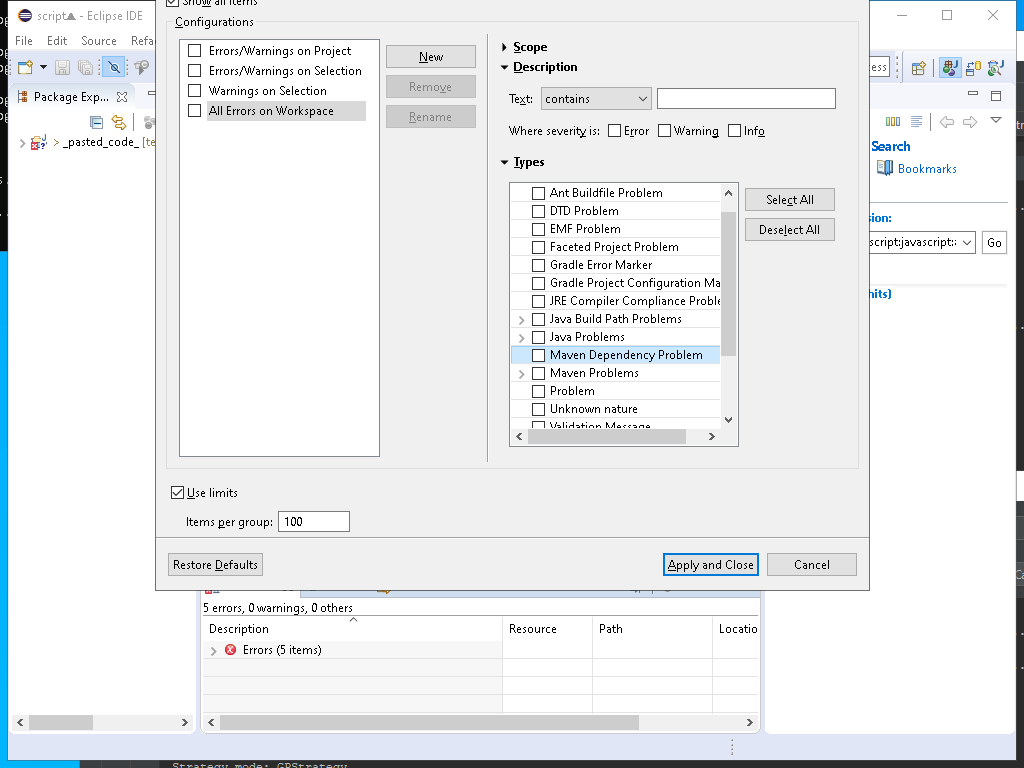 script - Eclipse IDE
Show all items
File Edit Source Refa
Configurations
Errors/Warnings on Project
Errors/Warnings on Selection
Warnings on Selection
All Errors on Workspace
New
Remove
Rename
Scope
Description
Text: contains
Where severity is: Error Warning Info
Types
Ant Buildfile Problem
DTD Problem
EMF Problem
Faceted Project Problem
Gradle Error Marker
Gradle Project Configuration Ma
JRE Compiler Compliance Proble
Java Build Path Problems
Java Problems
Maven Dependency Problem
Maven Problems
Problem
Unknown nature
Validation Message
Select All
Deselect All
Package Exp...
> _pasted_code_ [te
ess
Search
Bookmarks
sion:
script:javascript:
Go
hits)
Use limits
Items per group: 100
Restore Defaults
Apply and Close
Cancel
5 errors, 0 warnings, 0 others
Description Resource Path Locatio
Errors (5 items)
Strategy mode: GPStrategy